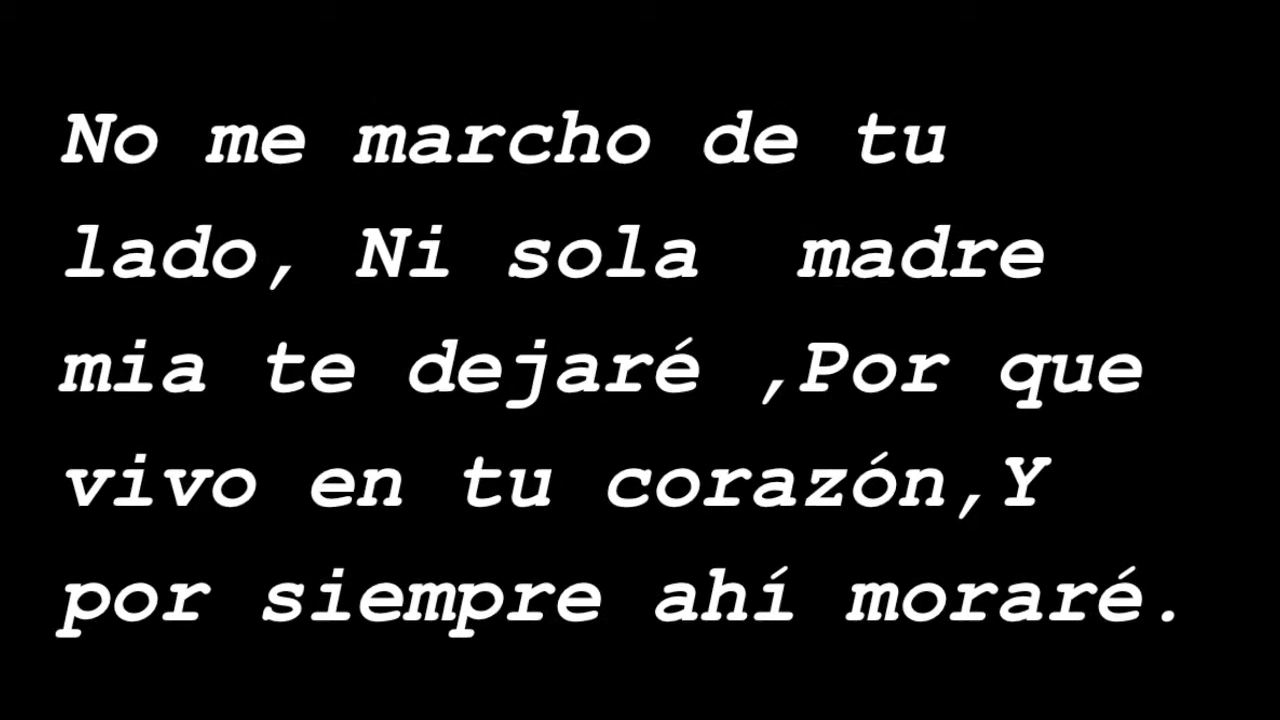 No me marcho de tu
lado, Ni sola  madre
mia te dejaré ,Por que
vivo en tu corazón,Y
por siempre ahí moraré.